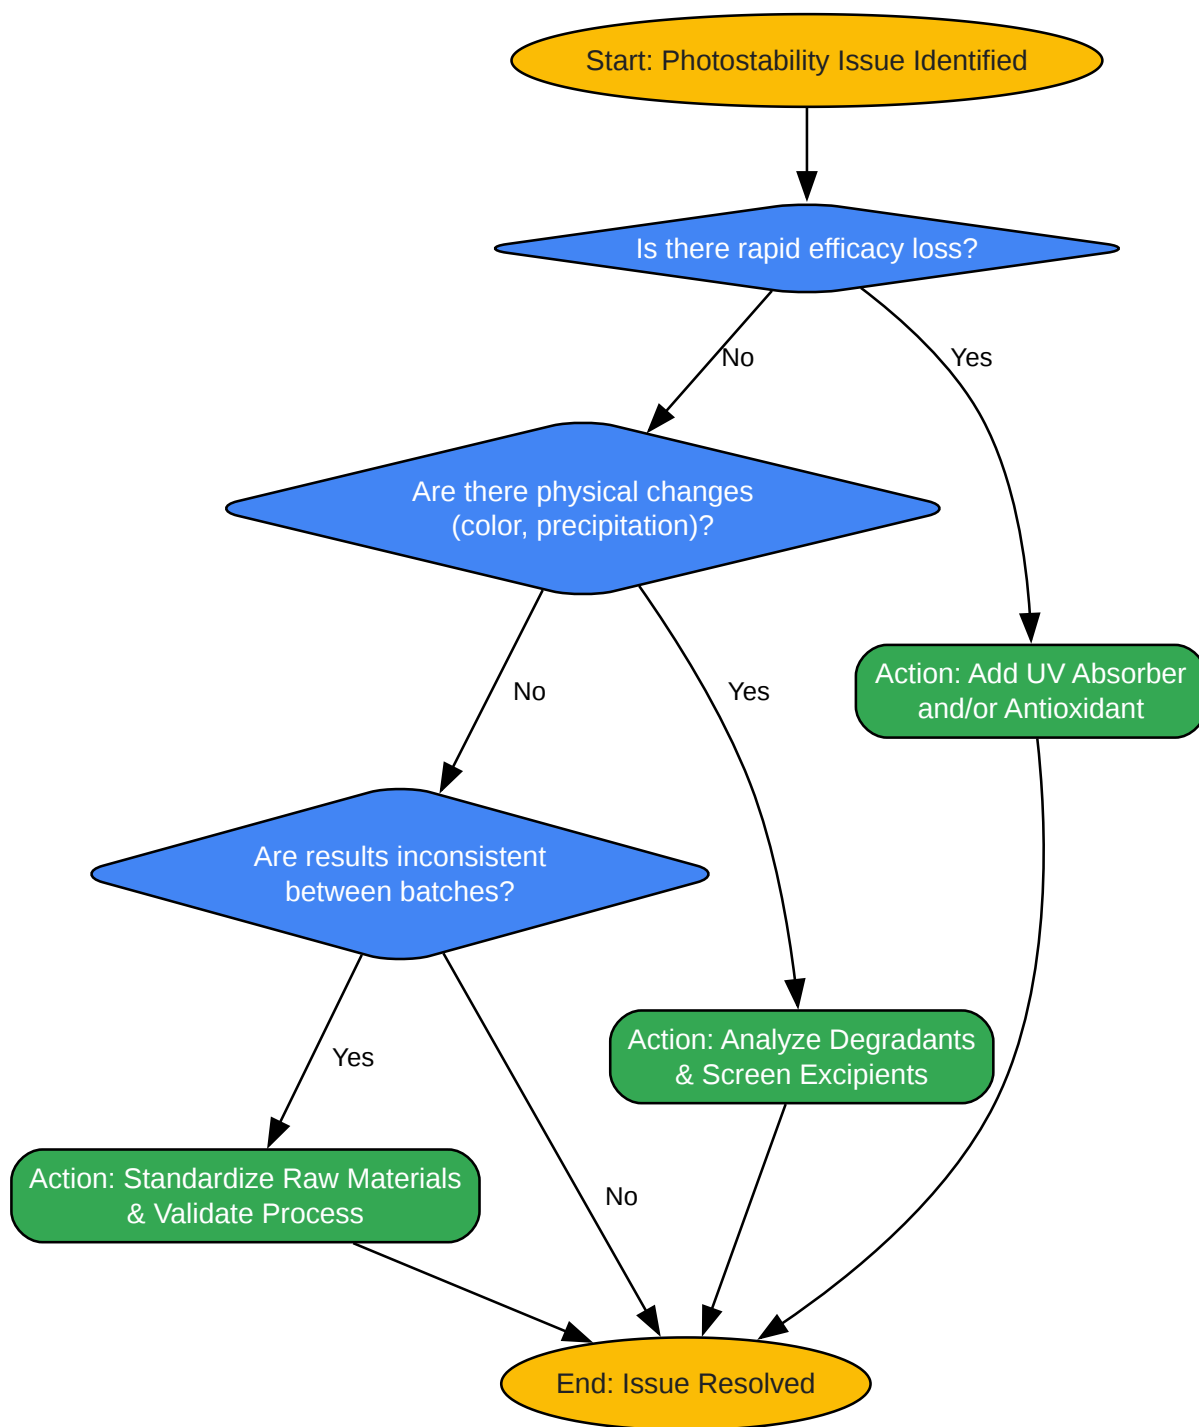 Start: Photostability Issue Identified
Is there rapid efficacy loss?
No
Yes
Are there physical changes
(color, precipitation)?
No
Yes
Action: Add UV Absorber
and/or Antioxidant
Are results inconsistent
between batches?
Yes
No
Action: Analyze Degradants
& Screen Excipients
Action: Standardize Raw Materials
& Validate Process
End: Issue Resolved